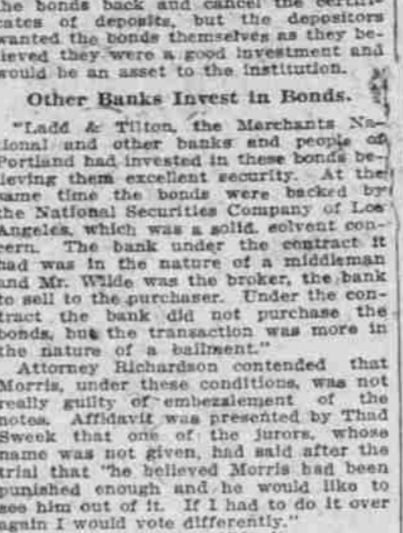 the bonds back and cancel the certifi-
cates of deposits, but the depositors
wanted the bonds themselves as they be-
lieved they were a good investment and
would be an asset to the institution.
Other Banks Invest in Bonds.
"Ladd & Tilton, the Merchants Na-
tional and other banks and people of
Portland had invested in these bonds be-
lieving them excellent security. At the
same time the bonds were backed by
the National Securities Company of Los
Angeles, which was a solid, solvent con-
cern. The bank under the contract it
had was in the nature of a middleman
and Mr. Wilde was the broker, the bank
to sell to the purchaser. Under the con-
tract the bank did not purchase the
bonds, but the transaction was more in
the nature of a bailment."
Attorney Richardson contended that
Morris, under these conditions, was not
really guilty of embezalement of the
notes. Affidavit was presented by Thad
Sweek that one of the jurors, whose
name was not given, had said after the
trial that "he believed Morris had been
punished enough and he would like to
see him out of it. If I had to do it over
again I would vote differently."